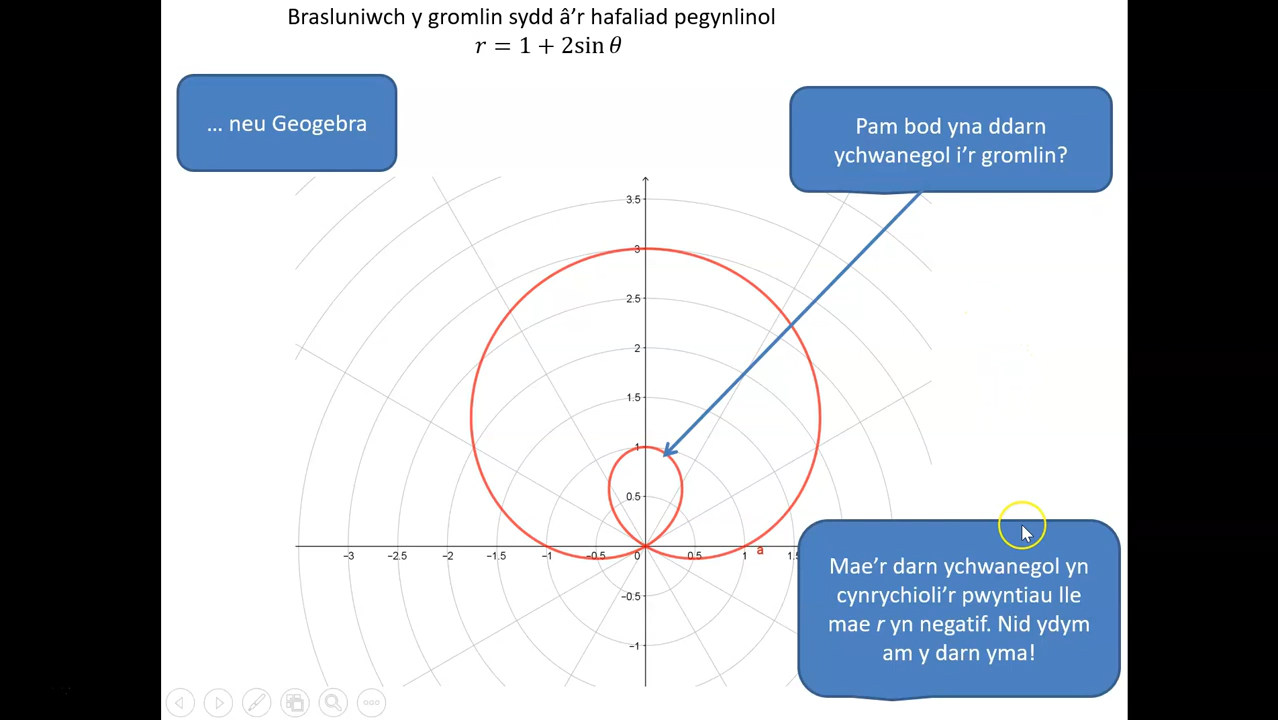 Brasluniwch y gromlin sydd â'r hafaliad pegynlinol
r = 1 + 2sin θ
... neu Geogebra
Pam bod yna ddarn
ychwanegol i'r gromlin?
3.5
3
2.5
2
1.5
1
0.5
−3 −2.5 −2 −1.5 −1 −0.5 0 0.5 1 a 1.5
−0.5
−1
Mae'r darn ychwanegol yn
cynrychioli'r pwyntiau lle
mae r yn negatif. Nid ydym
am y darn yma!